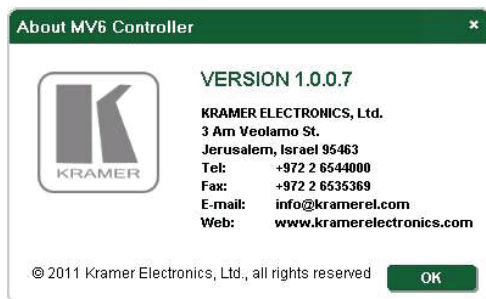 About MV6 Controller ×
KRAMER
VERSION 1.0.0.7
KRAMER ELECTRONICS, Ltd.
3 Am Veolamo St.
Jerusalem, Israel 95463
Tel: +972 2 6544000
Fax: +972 2 6535369
E-mail: info@kramerel.com
Web: www.kramerelectronics.com
© 2011 Kramer Electronics, Ltd., all rights reserved
OK